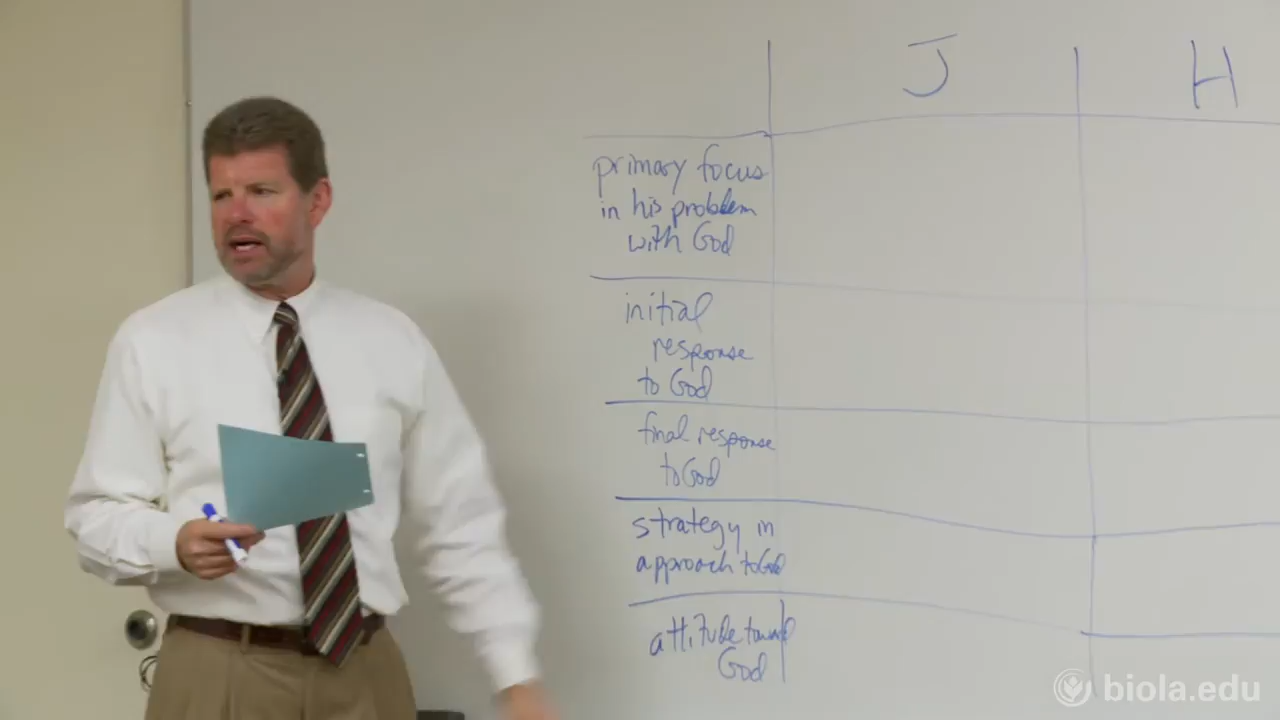 J H
primary focus
in his problem
with God
initial
response
to God
final response
to God
strategy in
approach to God
attitude toward
God
biola.edu